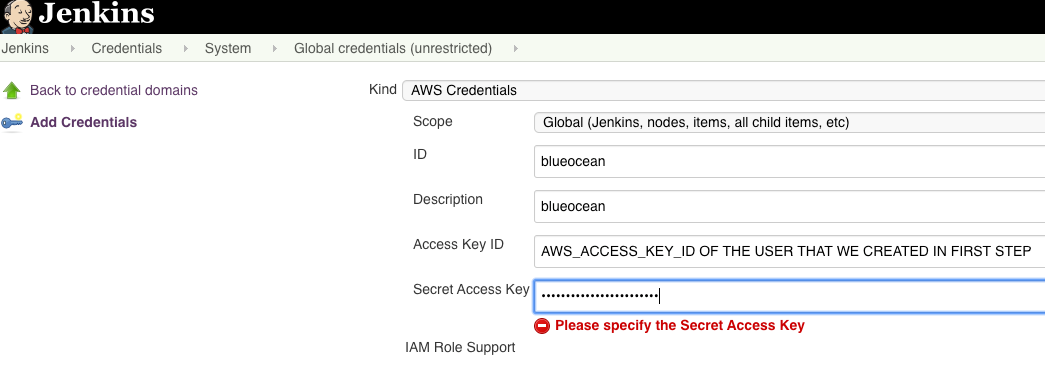 Jenkins
Jenkins Credentials System Global credentials (unrestricted)
Back to credential domains
Add Credentials
Kind AWS Credentials
Scope Global (Jenkins, nodes, items, all child items, etc)
ID blueocean
Description blueocean
Access Key ID AWS_ACCESS_KEY_ID OF THE USER THAT WE CREATED IN FIRST STEP
Secret Access Key ························
Please specify the Secret Access Key
IAM Role Support